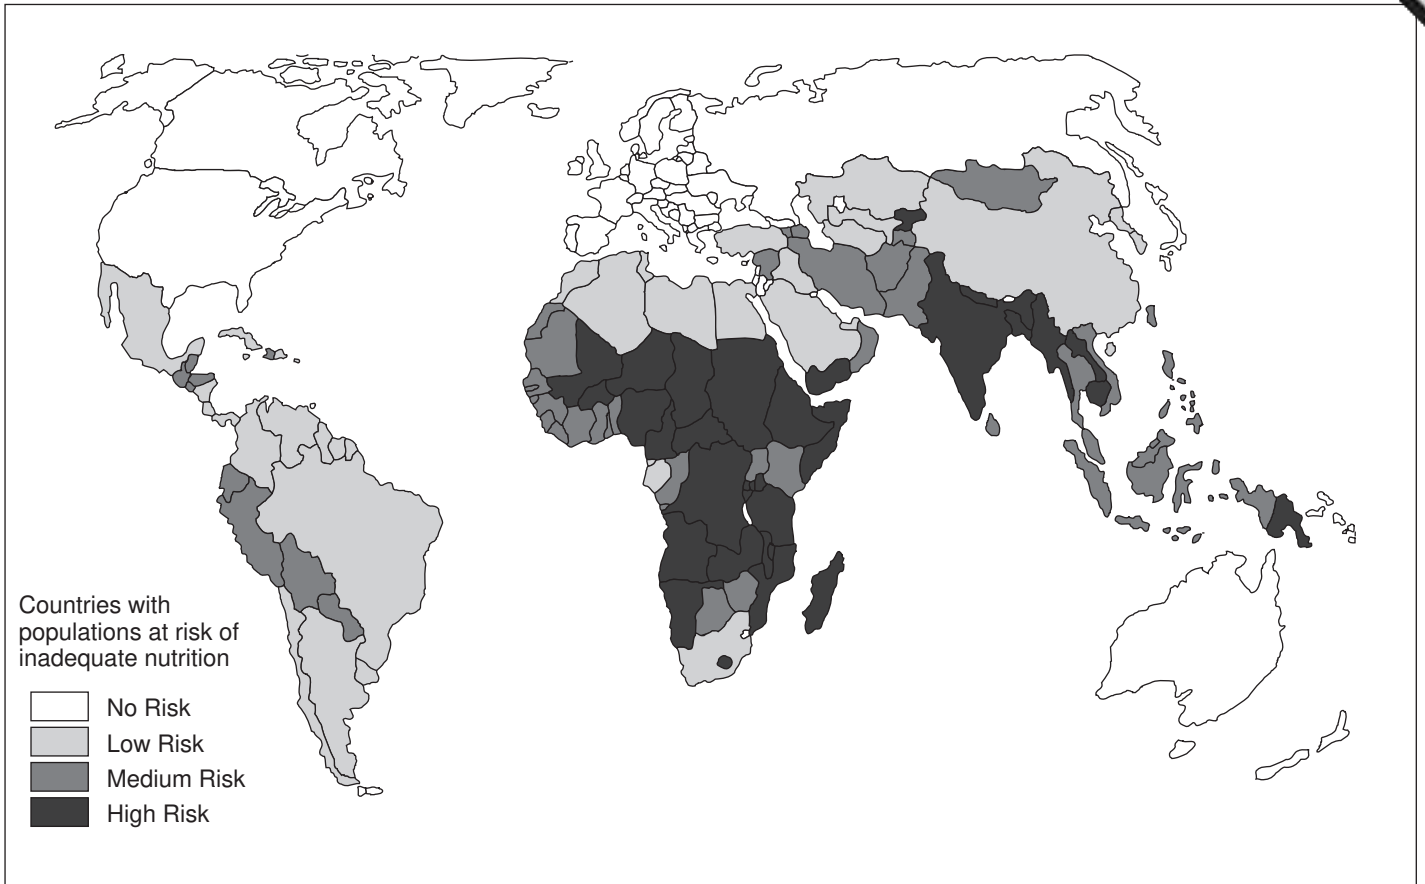 Countries with
populations at risk of
inadequate nutrition
No Risk
Low Risk
Medium Risk
High Risk